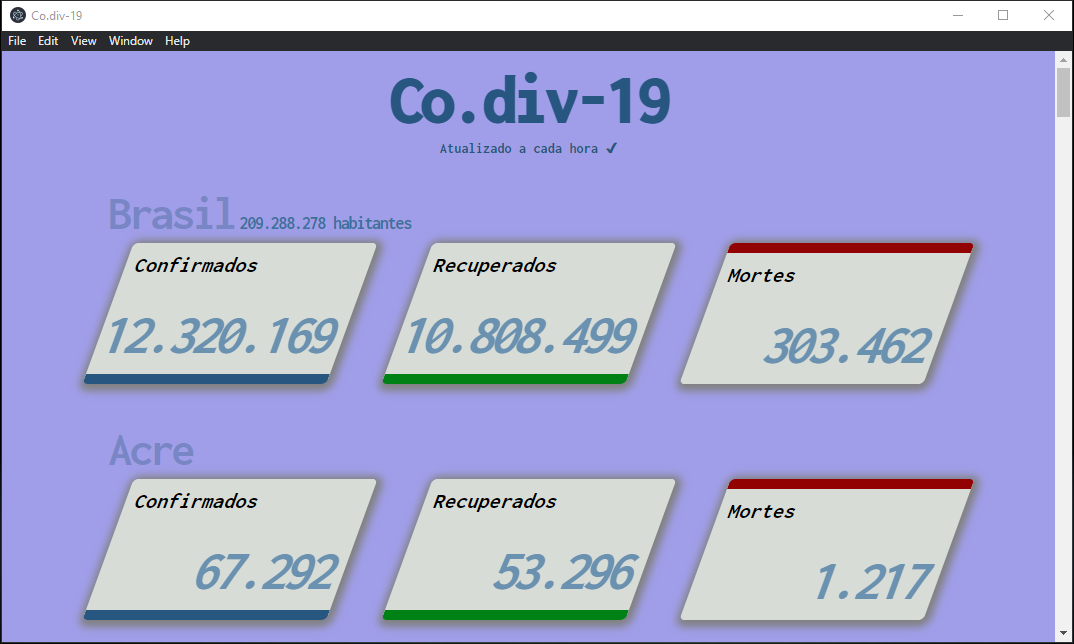 Co.div-19
File Edit View Window Help
Co.div-19
Atualizado a cada hora ✔
Brasil 209.288.278 habitantes
Confirmados Recuperados Mortes
12.320.169 10.808.499 303.462
Acre
Confirmados Recuperados Mortes
67.292 53.296 1.217